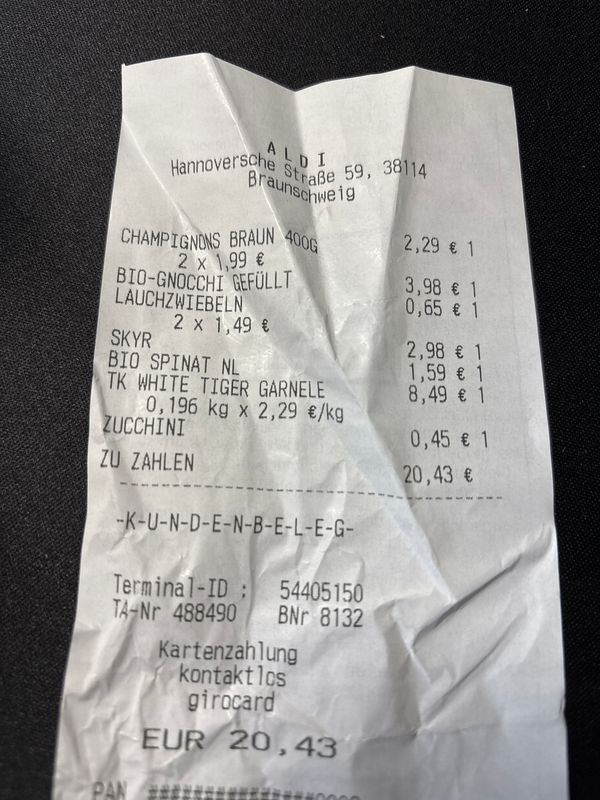 A L D I
Hannoversche Straße 59, 38114
Braunschweig
CHAMPIGNONS BRAUN 400G 2,29 € 1
2 x 1,99 €
BIO-GNOCCHI GEFÜLLT 3,98 € 1
LAUCHZWIEBELN 0,65 € 1
2 x 1,49 €
SKYR 2,98 € 1
BIO SPINAT NL 1,59 € 1
TK WHITE TIGER GARNELE 8,49 € 1
0,196 kg x 2,29 €/kg
ZUCCHINI 0,45 € 1
ZU ZAHLEN 20,43 €
-K-U-N-D-E-N-B-E-L-E-G-
Terminal-ID : 54405150
TA-Nr 488490 BNr 8132
Kartenzahlung
kontaktlos
girocard
EUR 20,43
PAN